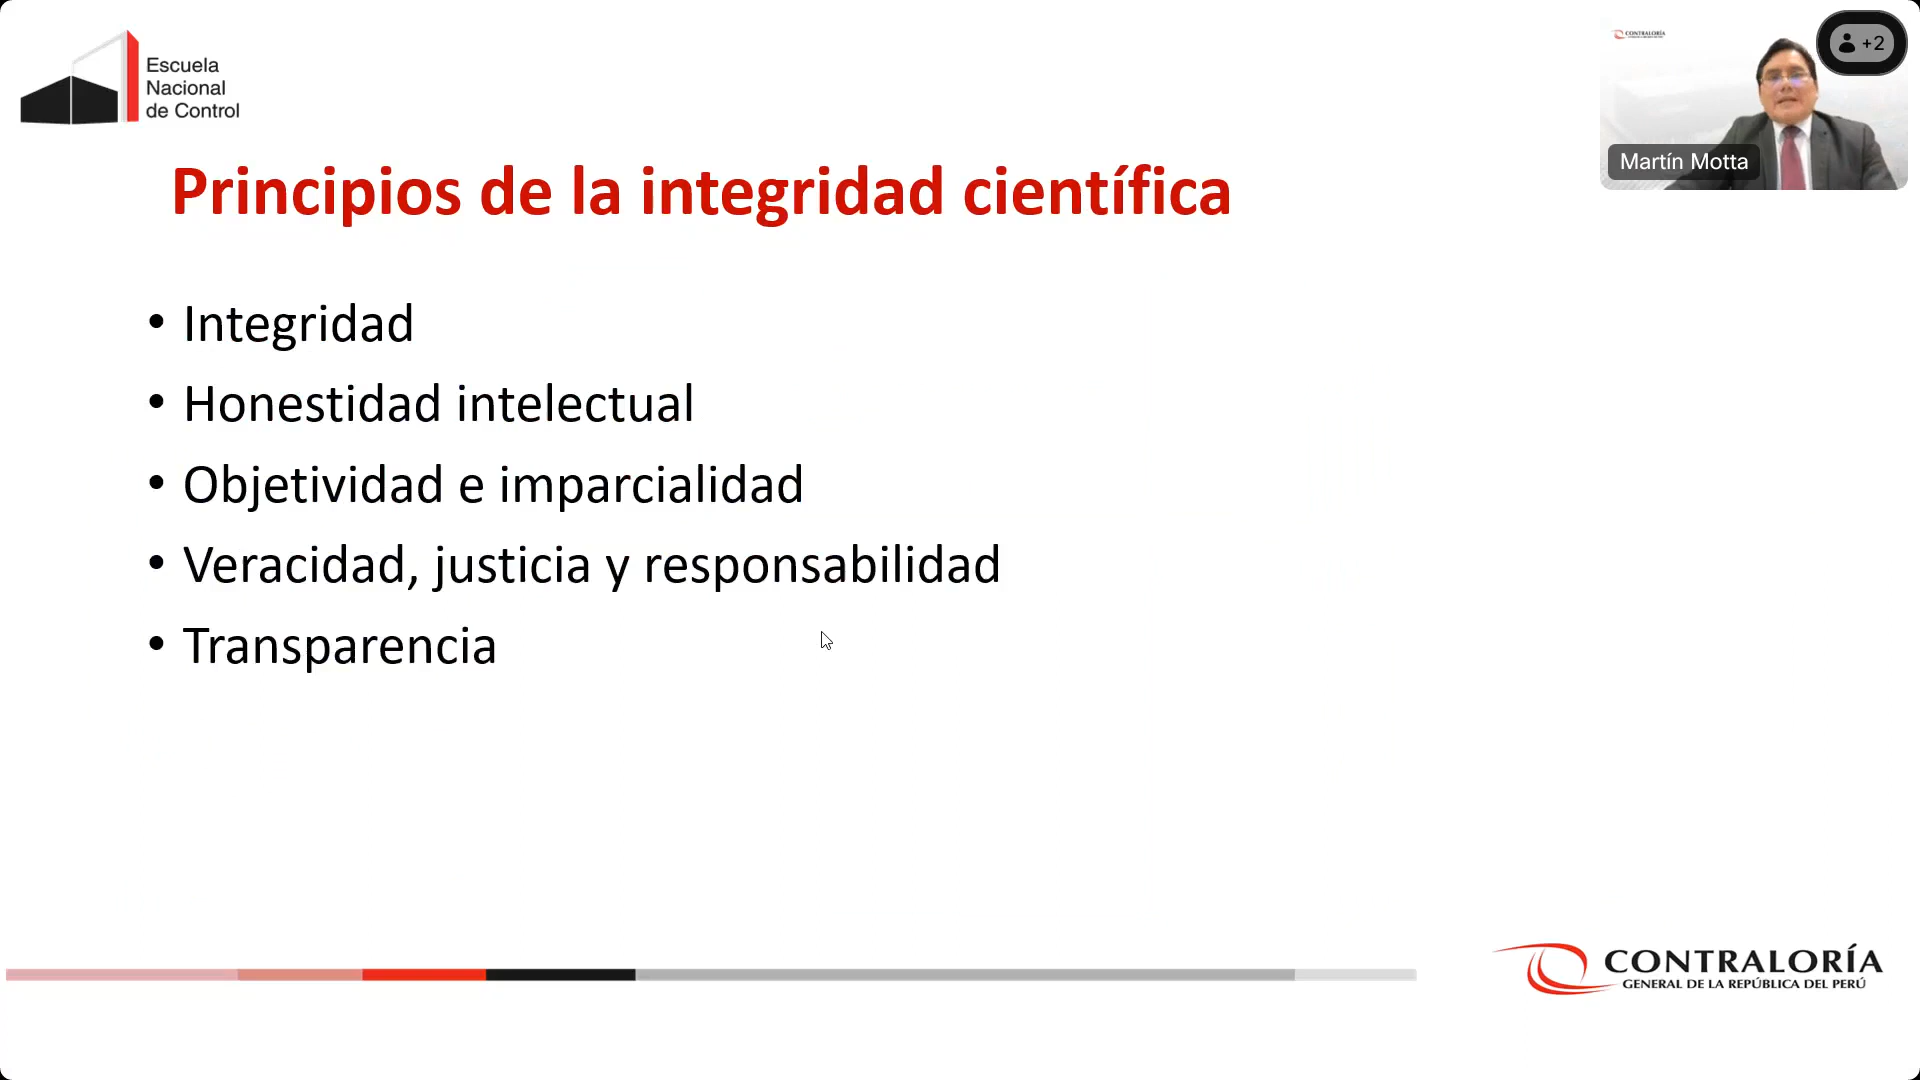 Escuela
Nacional
de Control
CONTRALORÍA
+2
Martín Motta
Principios de la integridad científica
• Integridad
• Honestidad intelectual
• Objetividad e imparcialidad
• Veracidad, justicia y responsabilidad
• Transparencia
CONTRALORÍA
GENERAL DE LA REPÚBLICA DEL PERÚ